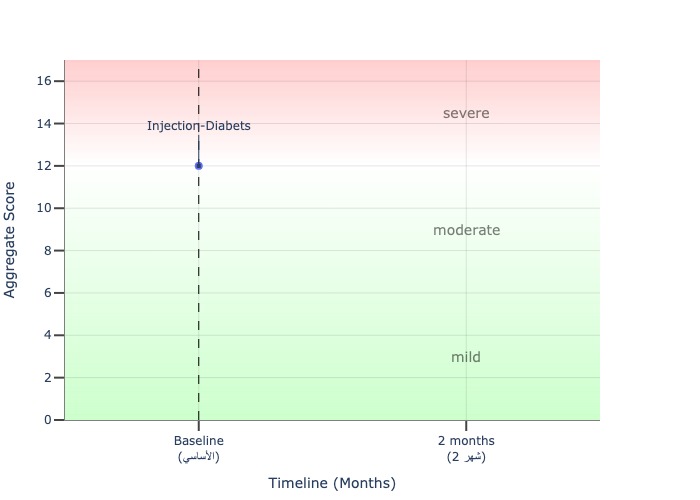 16
severe
14
Injection-Diabets
12
10
moderate
8
6
4
mild
2
0
Baseline
(الأساسي)
2 months
(2 شهر)
Aggregate Score
Timeline (Months)